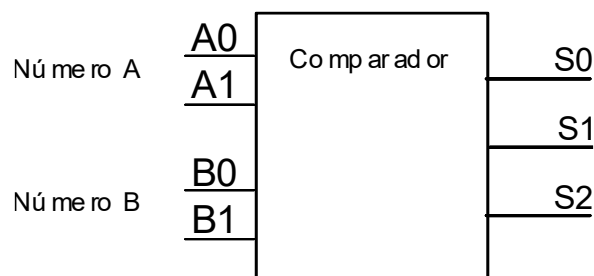 Número A
A0
A1
Comparador
S0
S1
Número B
B0
B1
S2